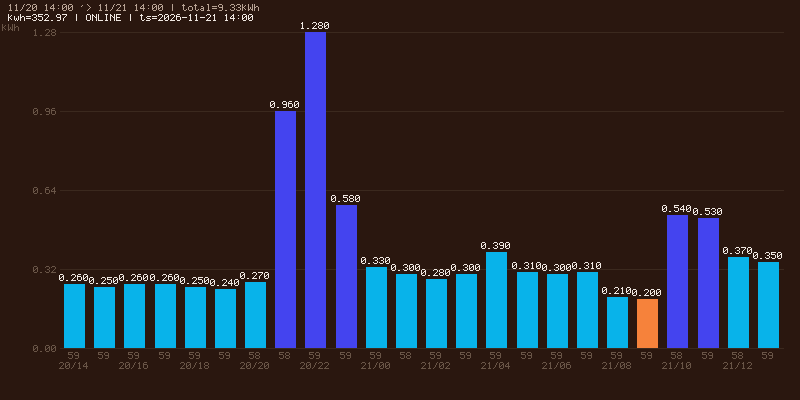 11/20 14:00 -> 11/21 14:00 | total=9.33kWh
Kwh=352.97 | ONLINE | ts=2026-11-21 14:00
kWh
1.280
1.28
0.960
0.96
0.64
0.580
0.540 0.530
0.390
0.370 0.350
0.330 0.300 0.280 0.300 0.310 0.300 0.310
0.32
0.260 0.250 0.260 0.260 0.250 0.240 0.270
0.210 0.200
0.00
59 59 59 59 59 59 58 58 59 59 59 58 59 59 59 59 59 59 59 59 58 59 58 59
20/14 20/16 20/18 20/20 20/22 21/00 21/02 21/04 21/06 21/08 21/10 21/12